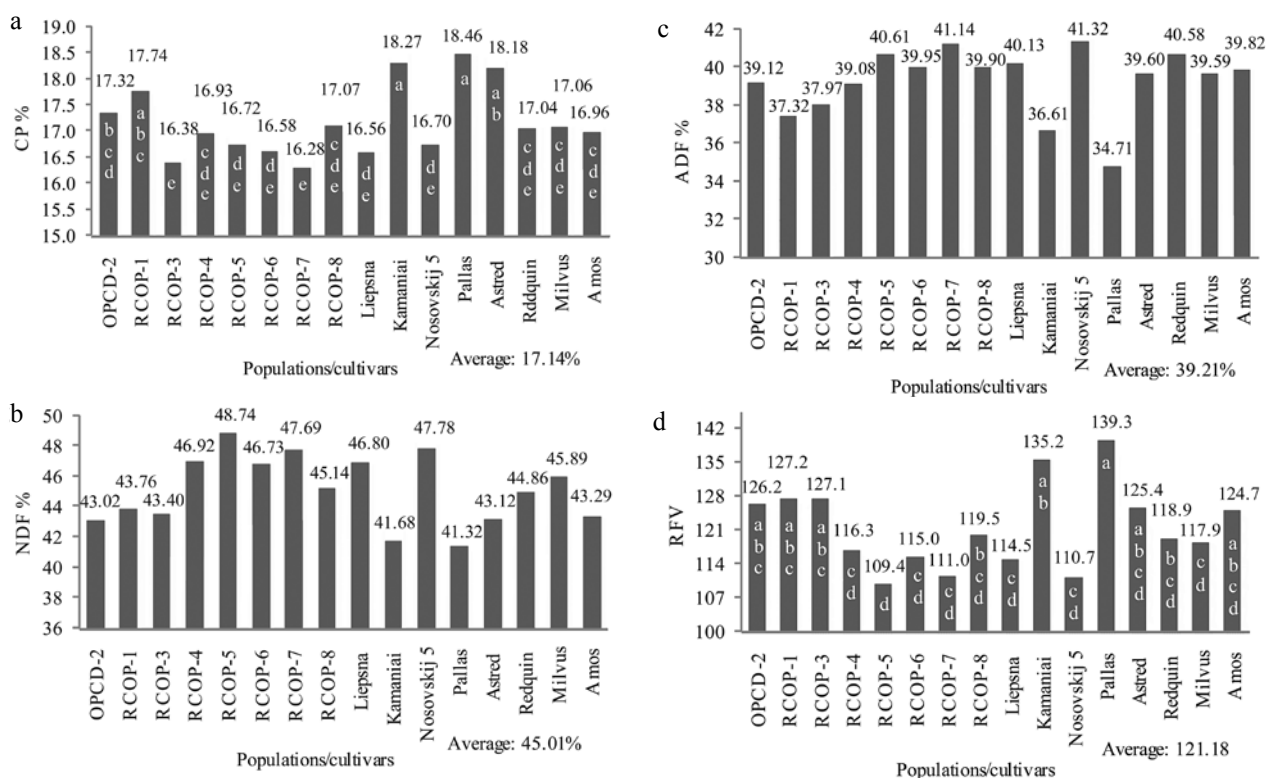 a
CP %
19.0
18.5
18.0
17.5
17.0
16.5
16.0
15.5
15.0
17.32
17.74
16.38
16.93
16.72
16.58
16.28
17.07
16.56
18.27
16.70
18.46
18.18
17.04
17.06
16.96
b c d
a b c
e
c d e
d e
d e
e
c d e
d e
a
d e
a
a b
c d e
c d e
c d e
OPCD-2
RCOP-1
RCOP-3
RCOP-4
RCOP-5
RCOP-6
RCOP-7
RCOP-8
Liepsna
Kamaniai
Nosovskij 5
Pallas
Astred
Rddquin
Milvus
Amos
Populations/cultivars
Average: 17.14%
b
NDF %
50
48
46
44
42
40
38
36
43.02
43.76
43.40
46.92
48.74
46.73
47.69
45.14
46.80
41.68
47.78
41.32
43.12
44.86
45.89
43.29
OPCD-2
RCOP-1
RCOP-3
RCOP-4
RCOP-5
RCOP-6
RCOP-7
RCOP-8
Liepsna
Kamaniai
Nosovskij 5
Pallas
Astred
Redquin
Milvus
Amos
Populations/cultivars
Average: 45.01%
c
ADF %
42
40
38
36
34
32
30
39.12
37.32
37.97
39.08
40.61
39.95
41.14
39.90
40.13
36.61
41.32
34.71
39.60
40.58
39.59
39.82
OPCD-2
RCOP-1
RCOP-3
RCOP-4
RCOP-5
RCOP-6
RCOP-7
RCOP-8
Liepsna
Kamaniai
Nosovskij 5
Pallas
Astred
Redquin
Milvus
Amos
Populations/cultivars
Average: 39.21%
d
RFV
142
135
128
121
114
107
100
126.2
127.2
127.1
116.3
109.4
115.0
111.0
119.5
114.5
135.2
110.7
139.3
125.4
118.9
117.9
124.7
a b c
a b c
a b c
c d
d
c d
c d
b c d
c d
a b
c d
a
a b c d
b c d
c d
a b c d
OPCD-2
RCOP-1
RCOP-3
RCOP-4
RCOP-5
RCOP-6
RCOP-7
RCOP-8
Liepsna
Kamaniai
Nosovskij 5
Pallas
Astred
Redquin
Milvus
Amos
Populations/cultivars
Average: 121.18